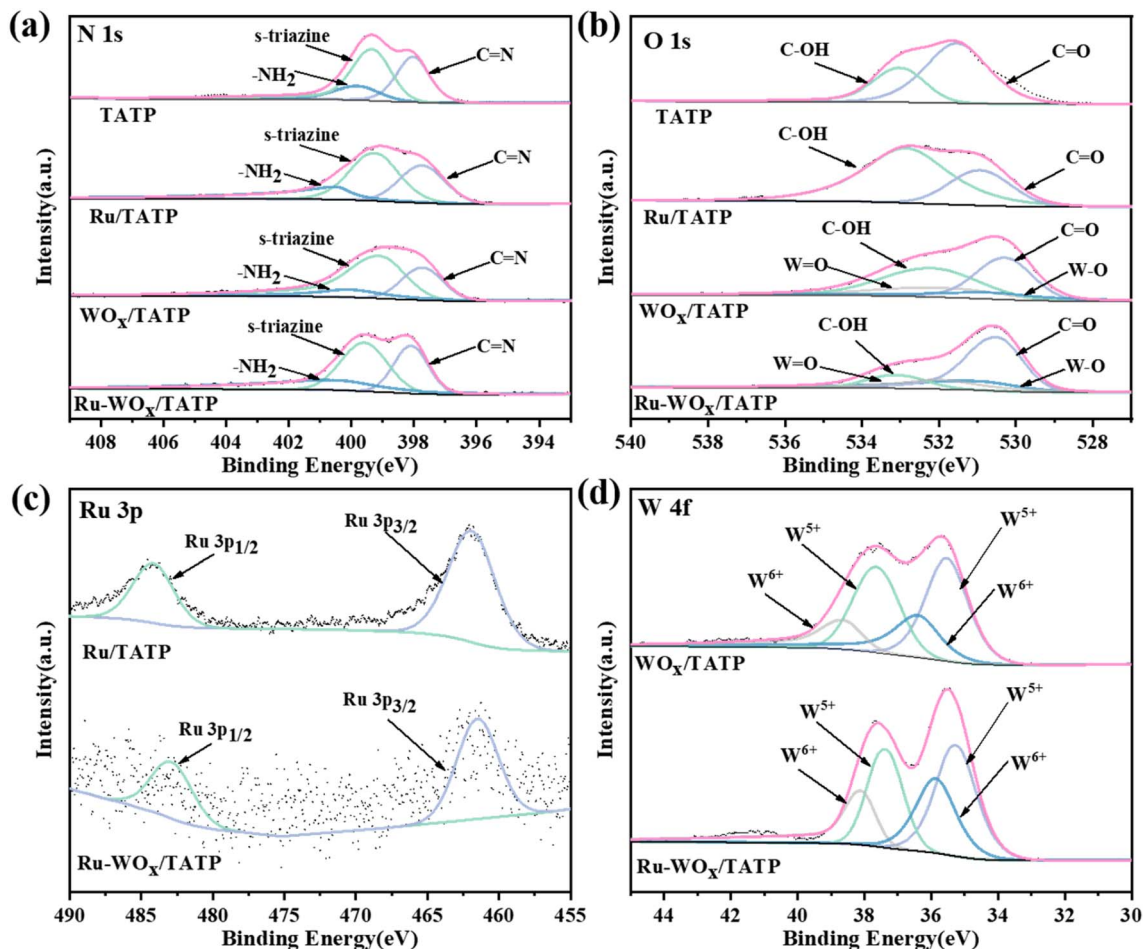 (a)
N 1s
s-triazine
-NH2
C=N
TATP
s-triazine
-NH2
C=N
Ru/TATP
s-triazine
-NH2
C=N
WOx/TATP
s-triazine
-NH2
C=N
Ru-WOx/TATP
408 406 404 402 400 398 396 394
Binding Energy(eV)
Intensity(a.u.)
(b)
O 1s
C-OH
C=O
TATP
C-OH
C=O
Ru/TATP
C-OH
C=O
W=O
W-O
WOx/TATP
C-OH
C=O
W=O
W-O
Ru-WOx/TATP
540 538 536 534 532 530 528
Binding Energy(eV)
Intensity(a.u.)
(c)
Ru 3p
Ru 3p1/2
Ru 3p3/2
Ru/TATP
Ru 3p3/2
Ru 3p1/2
Ru-WOx/TATP
490 485 480 475 470 465 460 455
Binding Energy(eV)
Intensity(a.u.)
(d)
W 4f
W5+
W5+
W6+
W6+
WOx/TATP
W5+
W5+
W6+
W6+
Ru-WOx/TATP
44 42 40 38 36 34 32 30
Binding Energy(eV)
Intensity(a.u.)